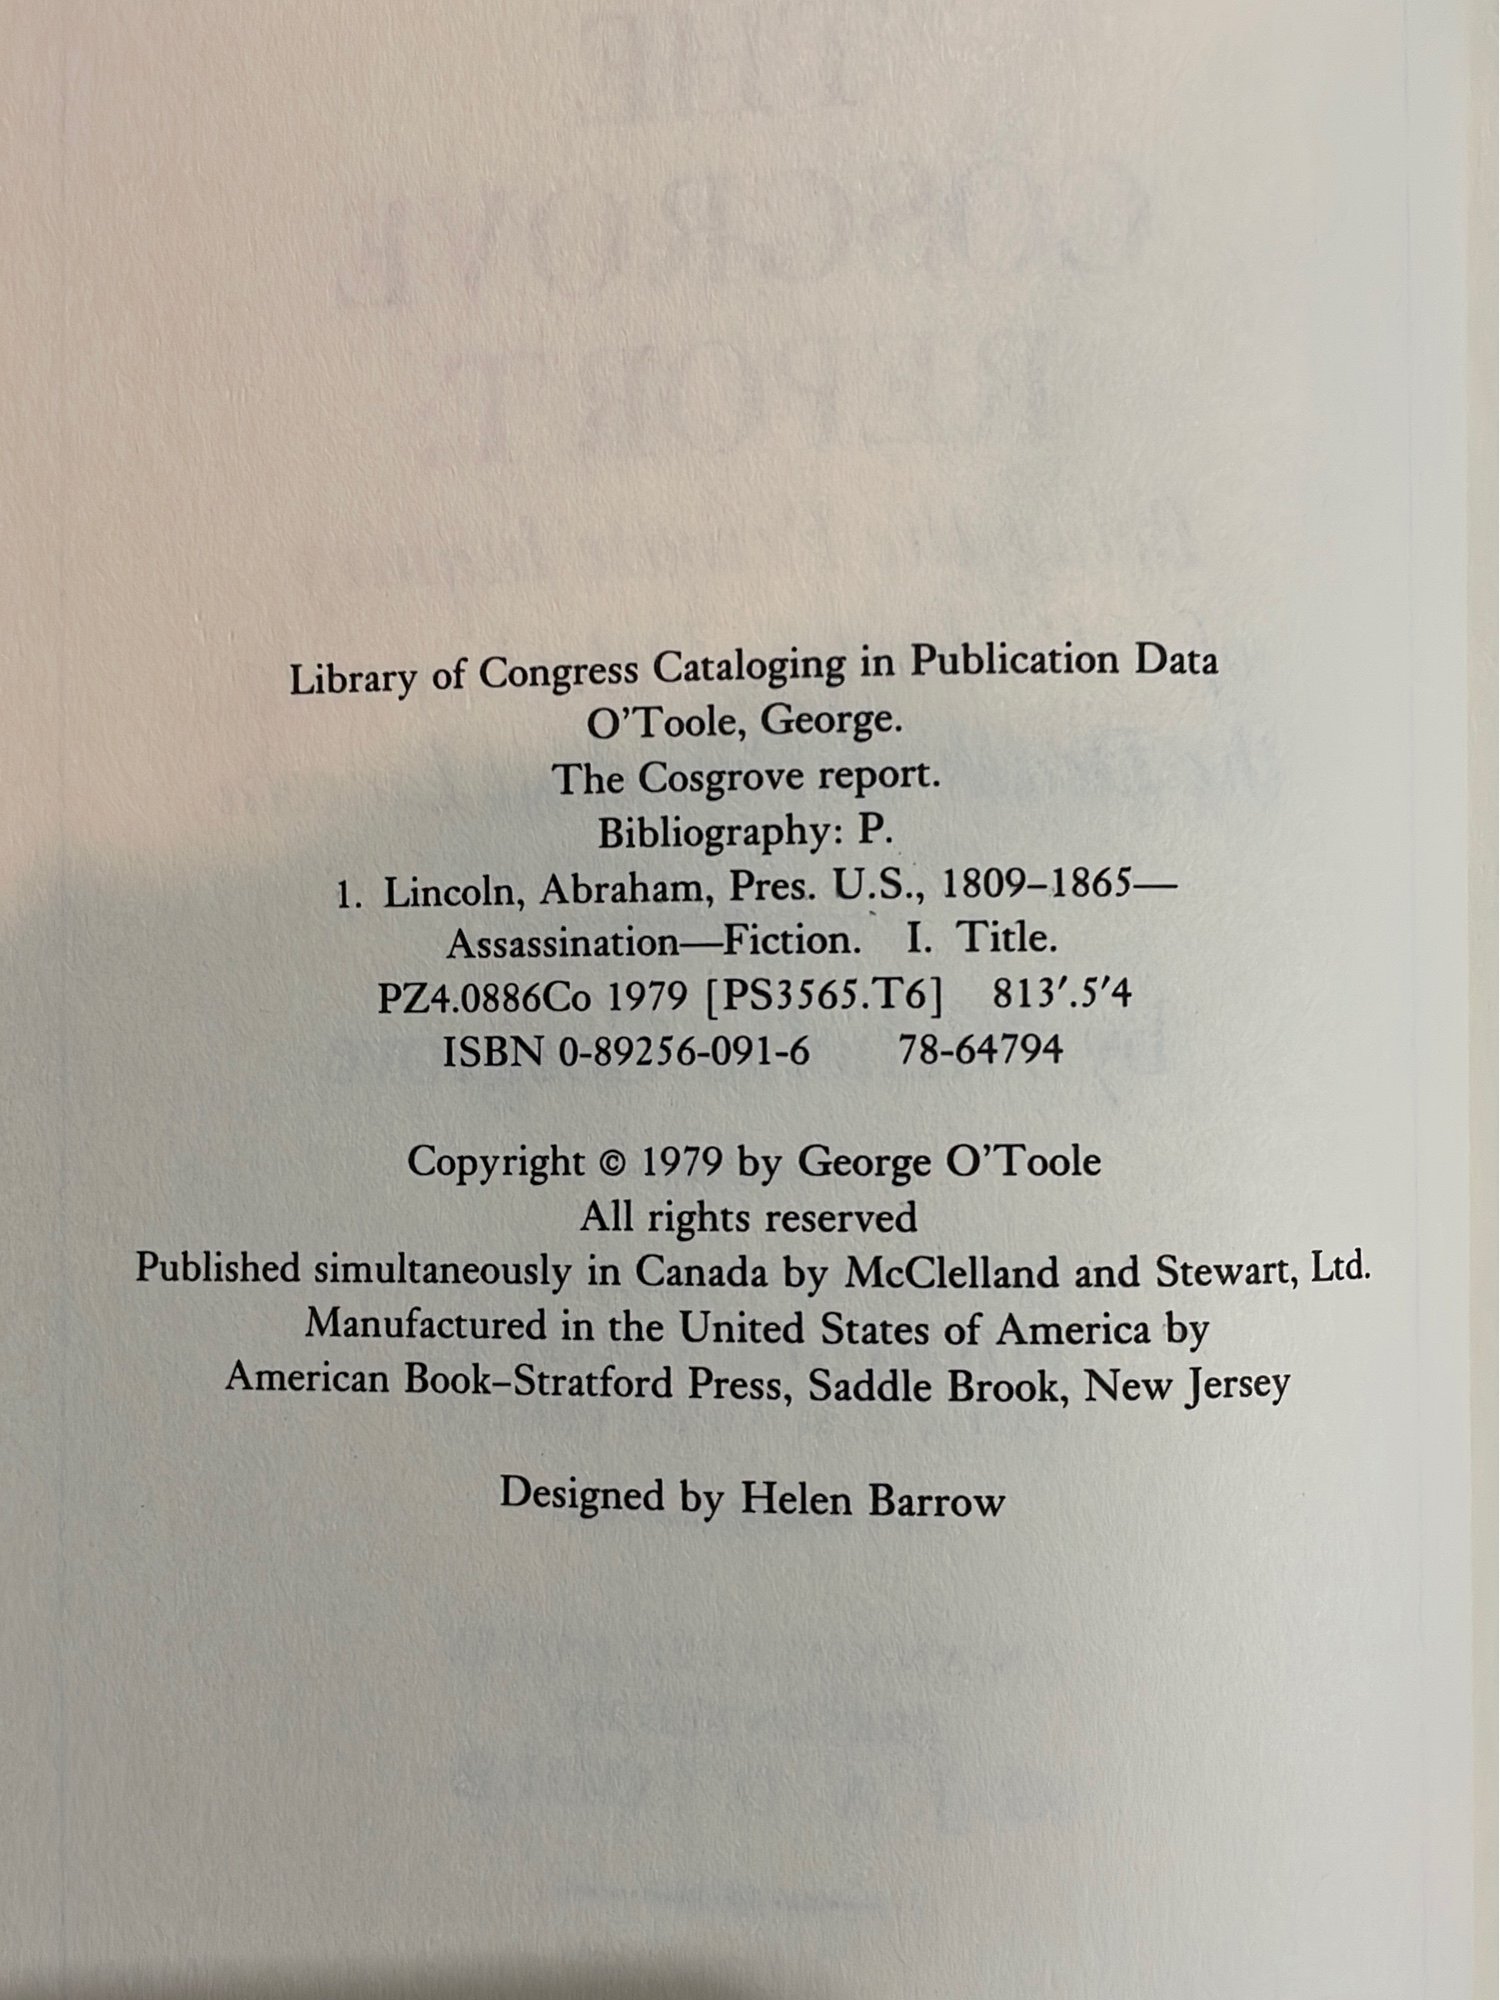 Library of Congress Cataloging in Publication Data
O'Toole, George.
The Cosgrove report.
Bibliography: P.
1. Lincoln, Abraham, Pres. U.S., 1809–1865—
Assassination—Fiction. I. Title.
PZ4.0886Co 1979 [PS3565.T6] 813′.5′4
ISBN 0-89256-091-6 78-64794
Copyright © 1979 by George O'Toole
All rights reserved
Published simultaneously in Canada by McClelland and Stewart, Ltd.
Manufactured in the United States of America by
American Book–Stratford Press, Saddle Brook, New Jersey
Designed by Helen Barrow